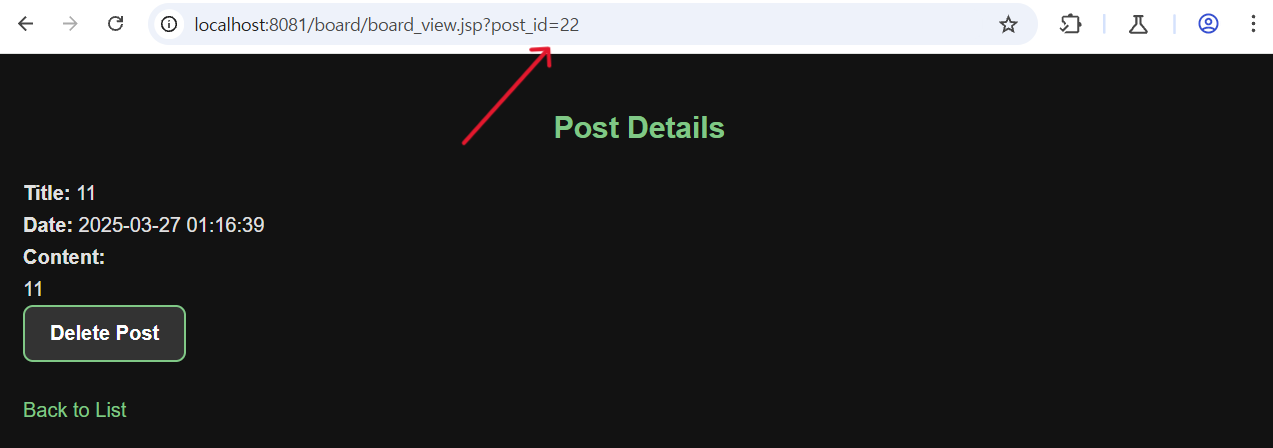 localhost:8081/board/board_view.jsp?post_id=22
Post Details
Title: 11
Date: 2025-03-27 01:16:39
Content:
11
Delete Post
Back to List